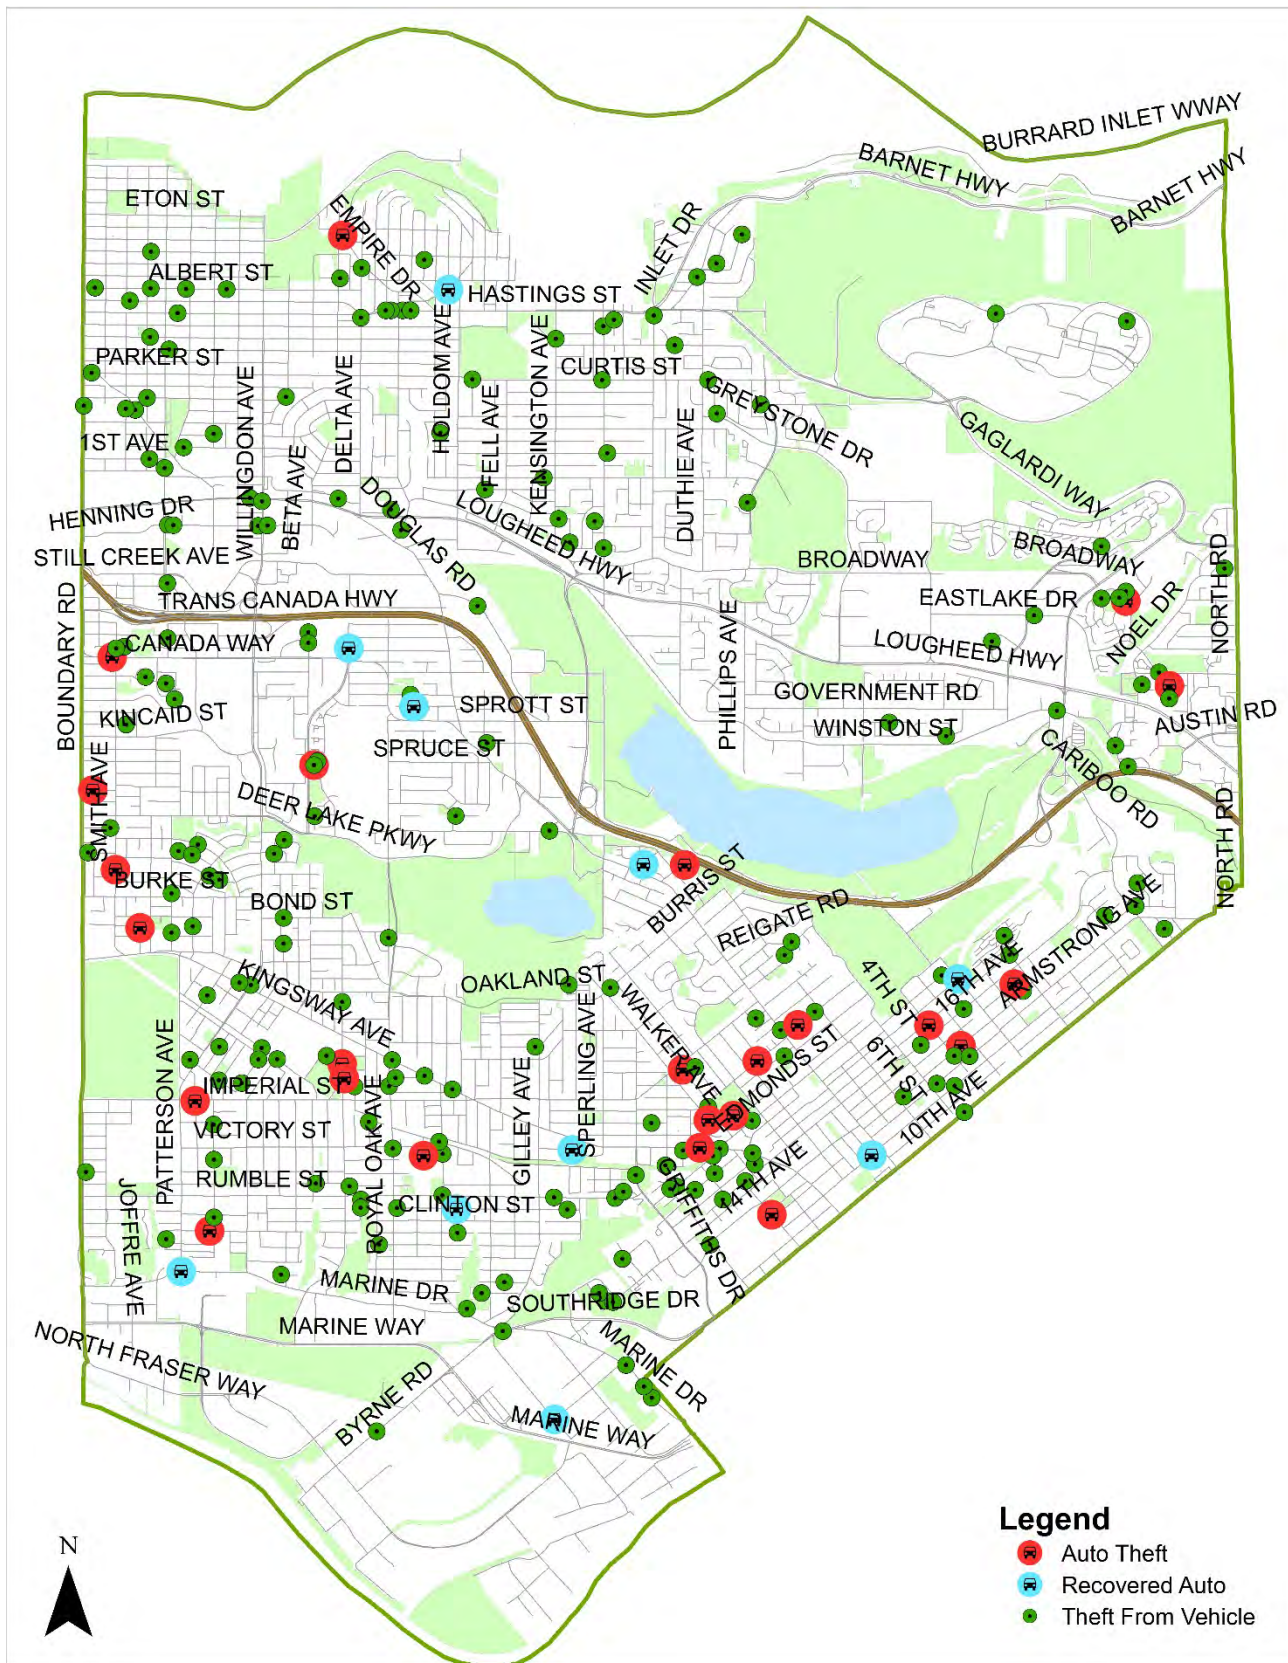 BURRARD INLET WWAY
BARNET HWY
BARNET HWY
ETON ST
EMPIRE DR
INLET DR
ALBERT ST
HASTINGS ST
PARKER ST
HOLDOM AVE
KENSINGTON AVE
CURTIS ST
DELTA AVE
WILLINGDON AVE
FELL AVE
GREYSTONE DR
DUTHIE AVE
GAGLARDI WAY
1ST AVE
BETA AVE
HENNING DR
DOUGLAS RD
LOUGHEED HWY
STILL CREEK AVE
BROADWAY
BROADWAY
TRANS CANADA HWY
EASTLAKE DR
NOEL DR
NORTH RD
BOUNDARY RD
CANADA WAY
PHILLIPS AVE
LOUGHEED HWY
KINCAID ST
SPROTT ST
GOVERNMENT RD
WINSTON ST
AUSTIN RD
SPRUCE ST
CARIBOO RD
SMITH AVE
DEER LAKE PKWY
NORTH RD
BURKE ST
BOND ST
BURRIS ST
REIGATE RD
ARMSTRONG AVE
KINGSWAY AVE
OAKLAND ST
4TH ST
16TH AVE
WALKER AVE
SPERLING AVE
PATTERSON AVE
IMPERIAL ST
EDMONDS ST
6TH ST
10TH AVE
VICTORY ST
ROYAL OAK AVE
GILLEY AVE
RUMBLE ST
CLINTON ST
GRIFFITHS DR
14TH AVE
JOFFRE AVE
MARINE DR
SOUTHRIDGE DR
MARINE WAY
NORTH FRASER WAY
MARINE DR
BYRNE RD
MARINE WAY
N
Legend
Auto Theft
Recovered Auto
Theft From Vehicle